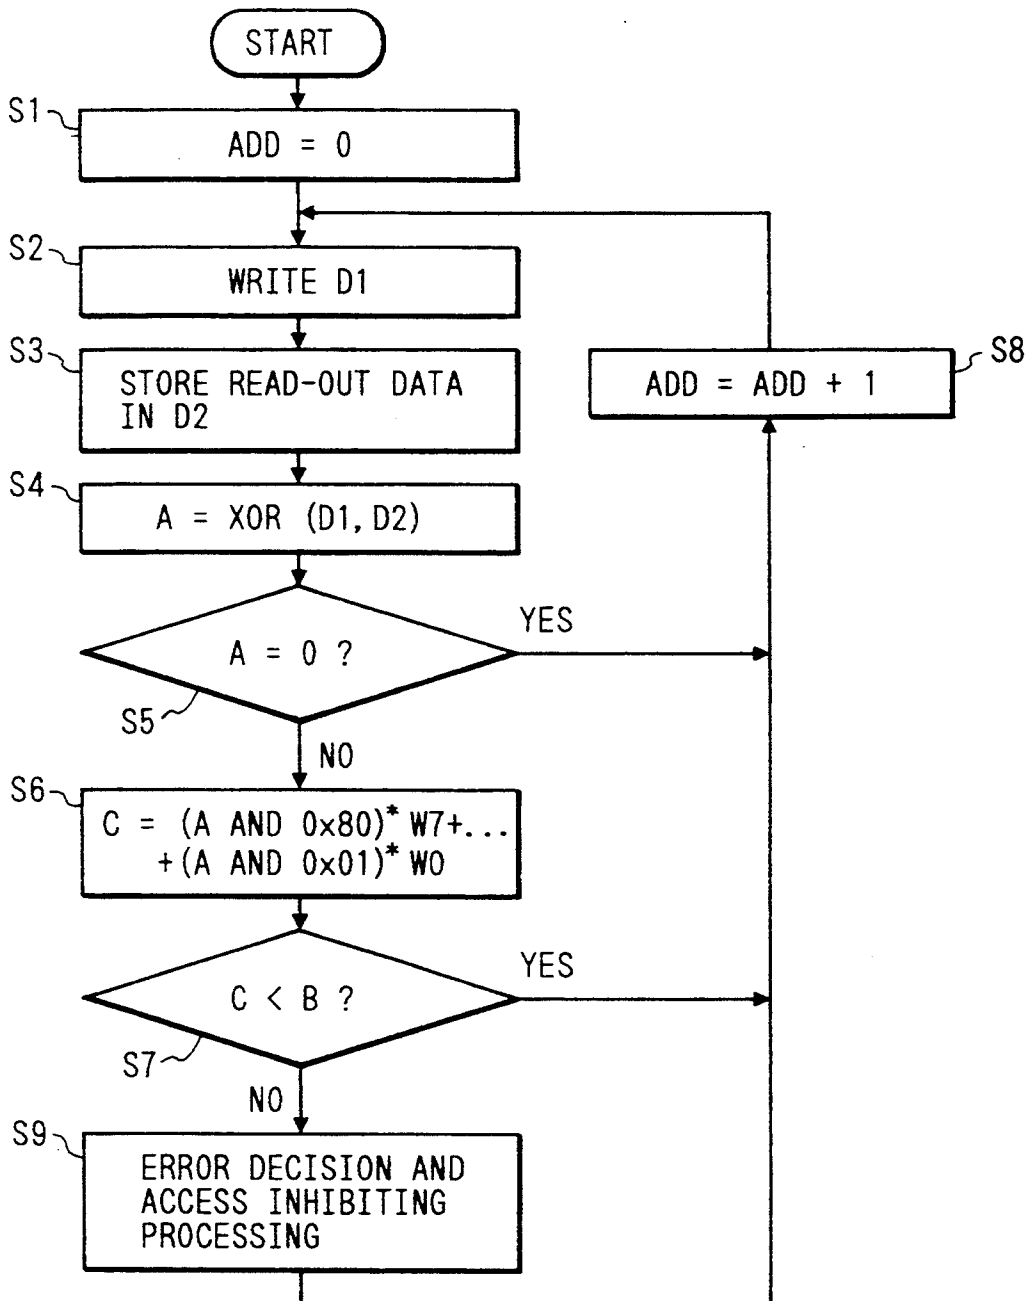 START
S1
ADD = 0
S2
WRITE D1
S3
STORE READ-OUT DATA
IN D2
S8
ADD = ADD + 1
S4
A = XOR (D1, D2)
YES
A = 0 ?
S5
NO
S6
C = (A AND 0x80)* W7+...
+(A AND 0x01)* W0
YES
C < B ?
S7
NO
S9
ERROR DECISION AND
ACCESS INHIBITING
PROCESSING